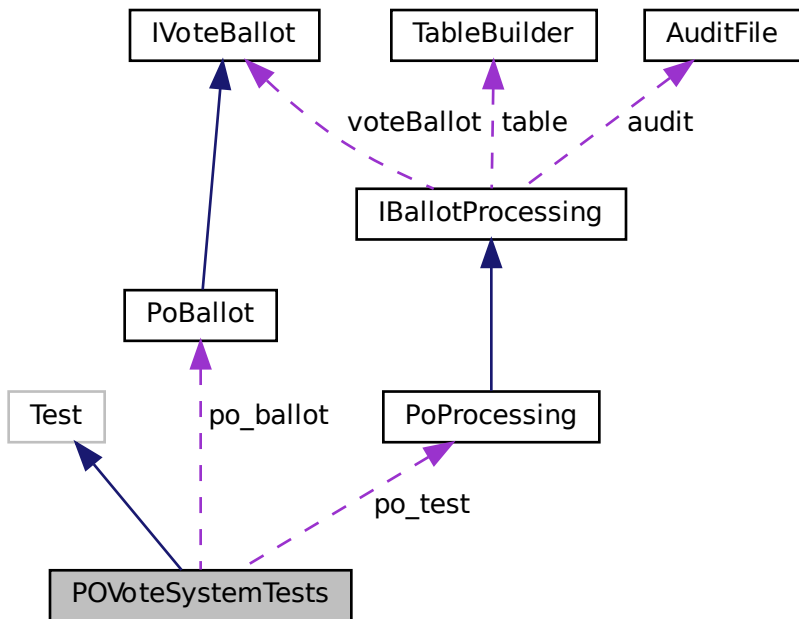 IVoteBallot
TableBuilder
AuditFile
voteBallot
table
audit
IBallotProcessing
PoBallot
Test
po_ballot
PoProcessing
po_test
POVoteSystemTests